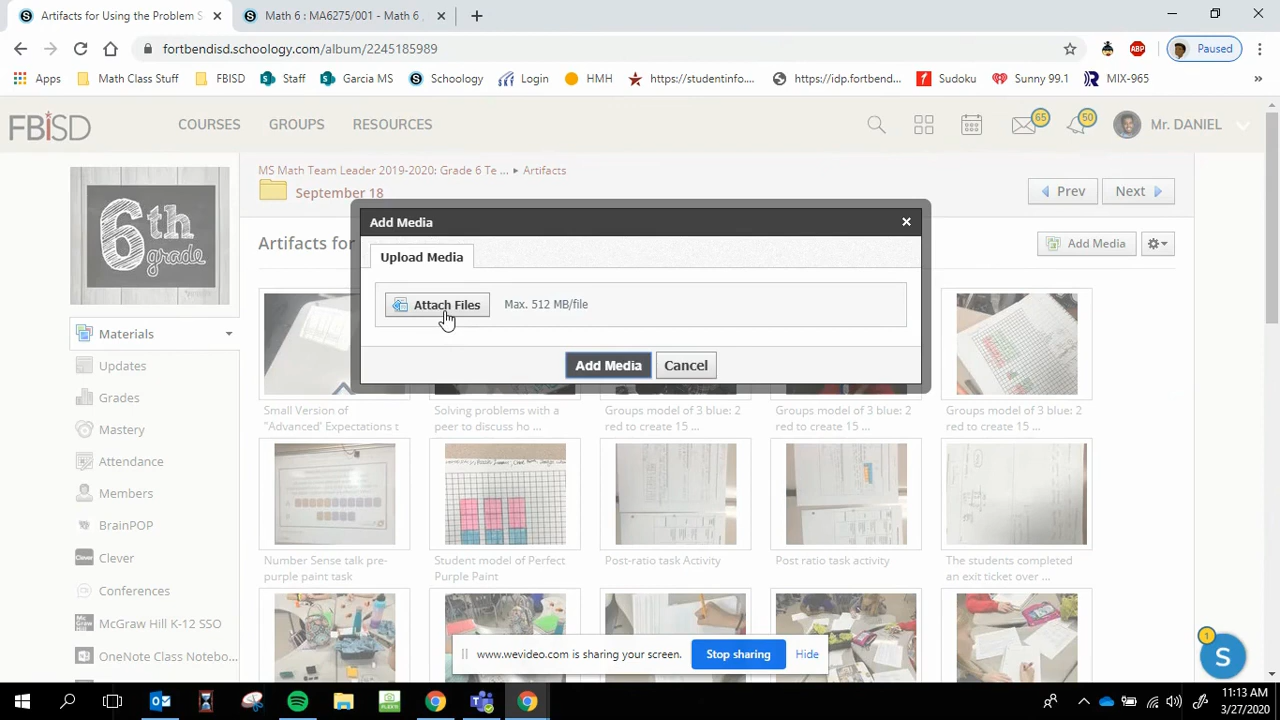 Artifacts for Using the Problem S
Math 6 : MA6275/001 - Math 6
fortbendisd.schoology.com/album/2245185989
ABP
Paused
Apps
Math Class Stuff
FBISD
Staff
Garcia MS
Schoology
Login
HMH
https://studentinfo....
https://idp.fortben...
Sudoku
Sunny 99.1
MIX-965
FBISD
COURSES
GROUPS
RESOURCES
65
50
Mr. DANIEL
MS Math Team Leader 2019-2020: Grade 6 Te ... ▸ Artifacts
September 18
Prev
Next
6th
grade
Artifacts for
Add Media
Add Media
Upload Media
Attach Files
Max. 512 MB/file
Add Media
Cancel
Materials
Updates
Grades
Mastery
Attendance
Members
BrainPOP
Clever
Clever
Conferences
Mc
Graw
Hill
McGraw Hill K-12 SSO
OneNote Class Notebo...
Small Version of
"Advanced' Expectations t
Solving problems with a
peer to discuss ho ...
Groups model of 3 blue: 2
red to create 15 ...
Groups model of 3 blue: 2
red to create 15 ...
Groups model of 3 blue: 2
red to create 15 ...
Number Sense talk pre-
purple paint task
Student model of Perfect
Purple Paint
Post-ratio task Activity
Post ratio task activity
The students completed
an exit ticket over ...
www.wevideo.com is sharing your screen.
Stop sharing
Hide
1
S
11:13 AM
3/27/2020